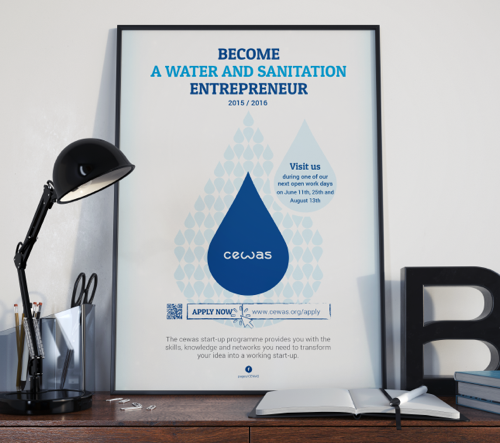 BECOME
A WATER AND SANITATION
ENTREPRENEUR
2015 / 2016
Visit us
during one of our
next open work days
on June 11th, 25th and
August 13th
cewas
APPLY NOW
www.cewas.org/apply
The cewas start-up programme provides you with the
skills, knowledge and networks you need to transform
your idea into a working start-up.
B